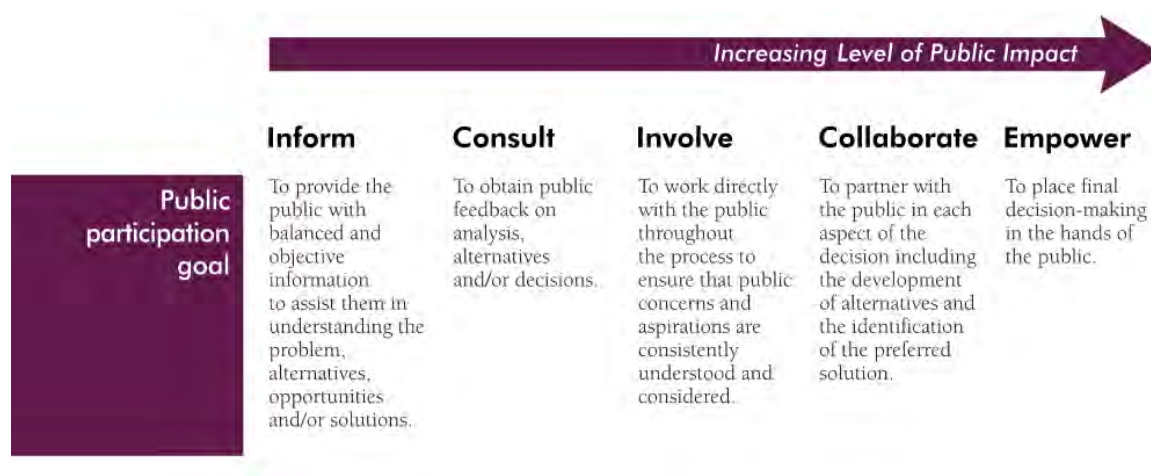 Increasing Level of Public Impact
Public
participation
goal
Inform
To provide the
public with
balanced and
objective
information
to assist them in
understanding the
problem,
alternatives,
opportunities
and/or solutions.
Consult
To obtain public
feedback on
analysis,
alternatives
and/or decisions.
Involve
To work directly
with the public
throughout
the process to
ensure that public
concerns and
aspirations are
consistently
understood and
considered.
Collaborate
To partner with
the public in each
aspect of the
decision including
the development
of alternatives and
the identification
of the preferred
solution.
Empower
To place final
decision-making
in the hands of
the public.